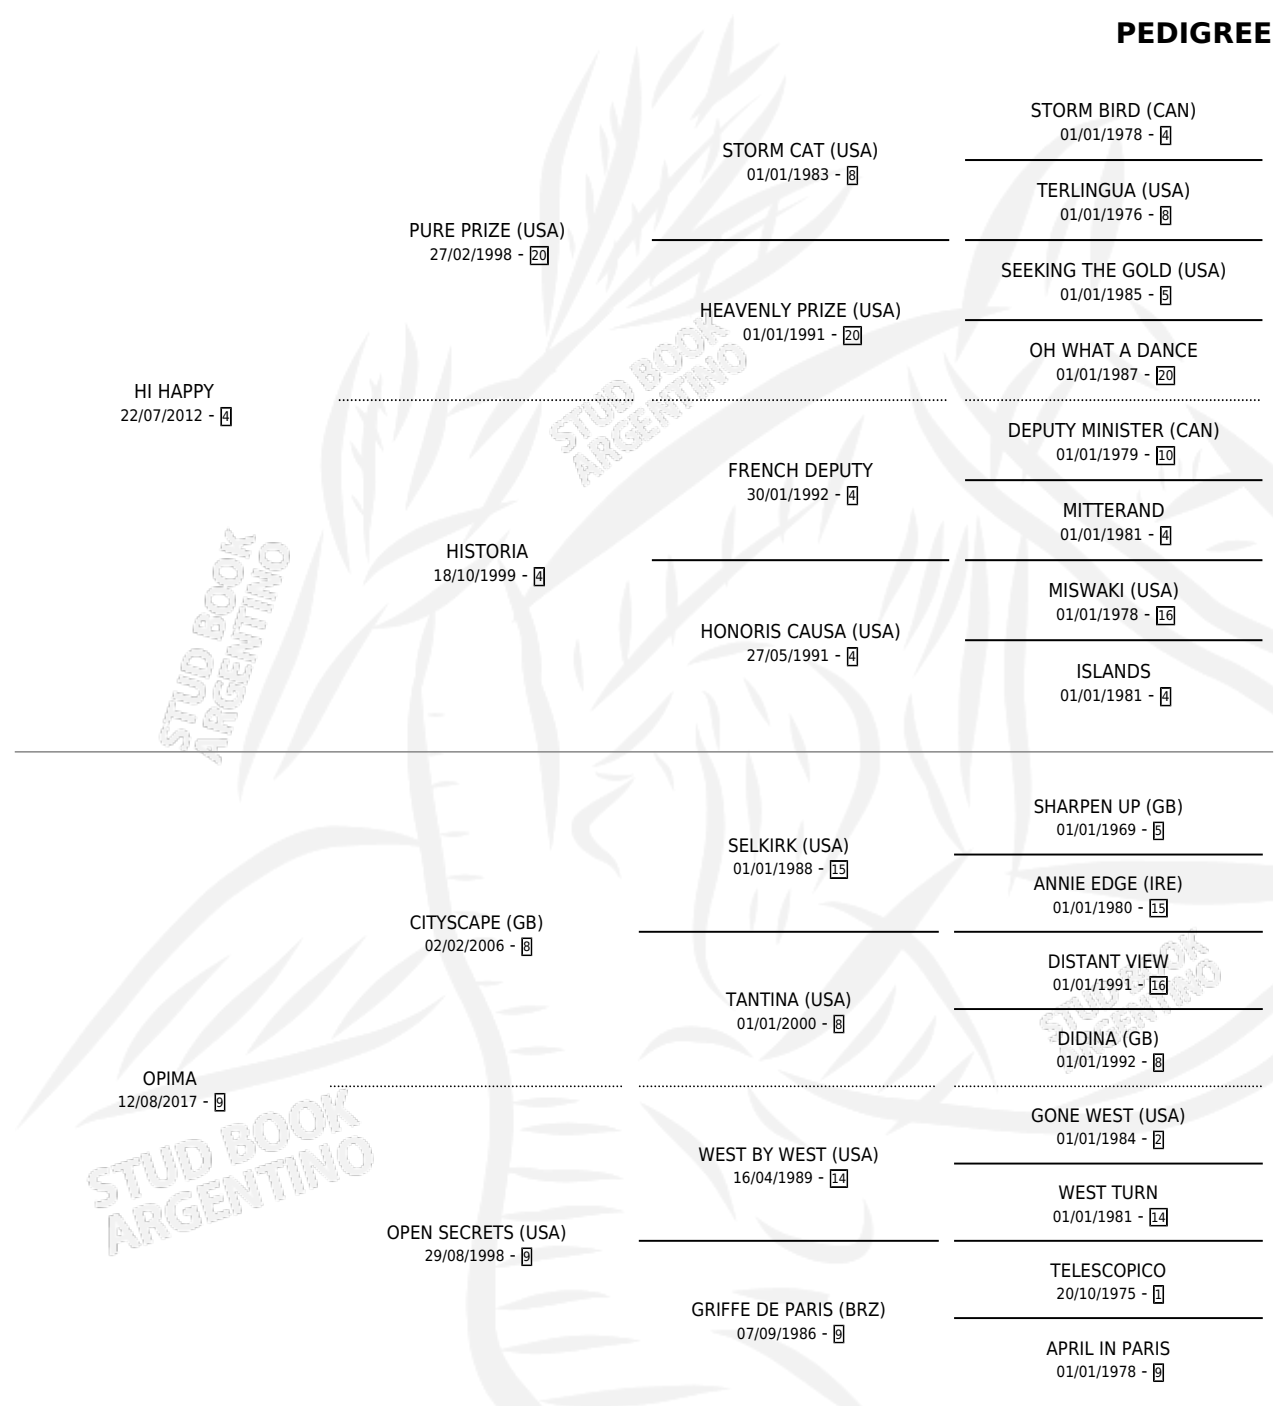 PEDIGREE
STORM BIRD (CAN)
01/01/1978 - 4
STORM CAT (USA)
01/01/1983 - 8
TERLINGUA (USA)
01/01/1976 - 8
PURE PRIZE (USA)
27/02/1998 - 20
SEEKING THE GOLD (USA)
01/01/1985 - 5
HEAVENLY PRIZE (USA)
01/01/1991 - 20
OH WHAT A DANCE
01/01/1987 - 20
HI HAPPY
22/07/2012 - 4
STUD BOOK
ARGENTINO
DEPUTY MINISTER (CAN)
01/01/1979 - 10
FRENCH DEPUTY
30/01/1992 - 4
MITTERAND
01/01/1981 - 4
HISTORIA
18/10/1999 - 4
MISWAKI (USA)
01/01/1978 - 16
HONORIS CAUSA (USA)
27/05/1991 - 4
ISLANDS
01/01/1981 - 4
STUD BOOK
ARGENTINO
SHARPEN UP (GB)
01/01/1969 - 5
SELKIRK (USA)
01/01/1988 - 15
ANNIE EDGE (IRE)
01/01/1980 - 15
CITYSCAPE (GB)
02/02/2006 - 8
DISTANT VIEW
01/01/1991 - 16
TANTINA (USA)
01/01/2000 - 8
STUD BOOK
ARGENTINO
DIDINA (GB)
01/01/1992 - 8
OPIMA
12/08/2017 - 9
GONE WEST (USA)
01/01/1984 - 2
WEST BY WEST (USA)
16/04/1989 - 14
WEST TURN
01/01/1981 - 14
STUD BOOK
ARGENTINO
OPEN SECRETS (USA)
29/08/1998 - 9
TELESCOPICO
20/10/1975 - 1
GRIFFE DE PARIS (BRZ)
07/09/1986 - 9
APRIL IN PARIS
01/01/1978 - 9